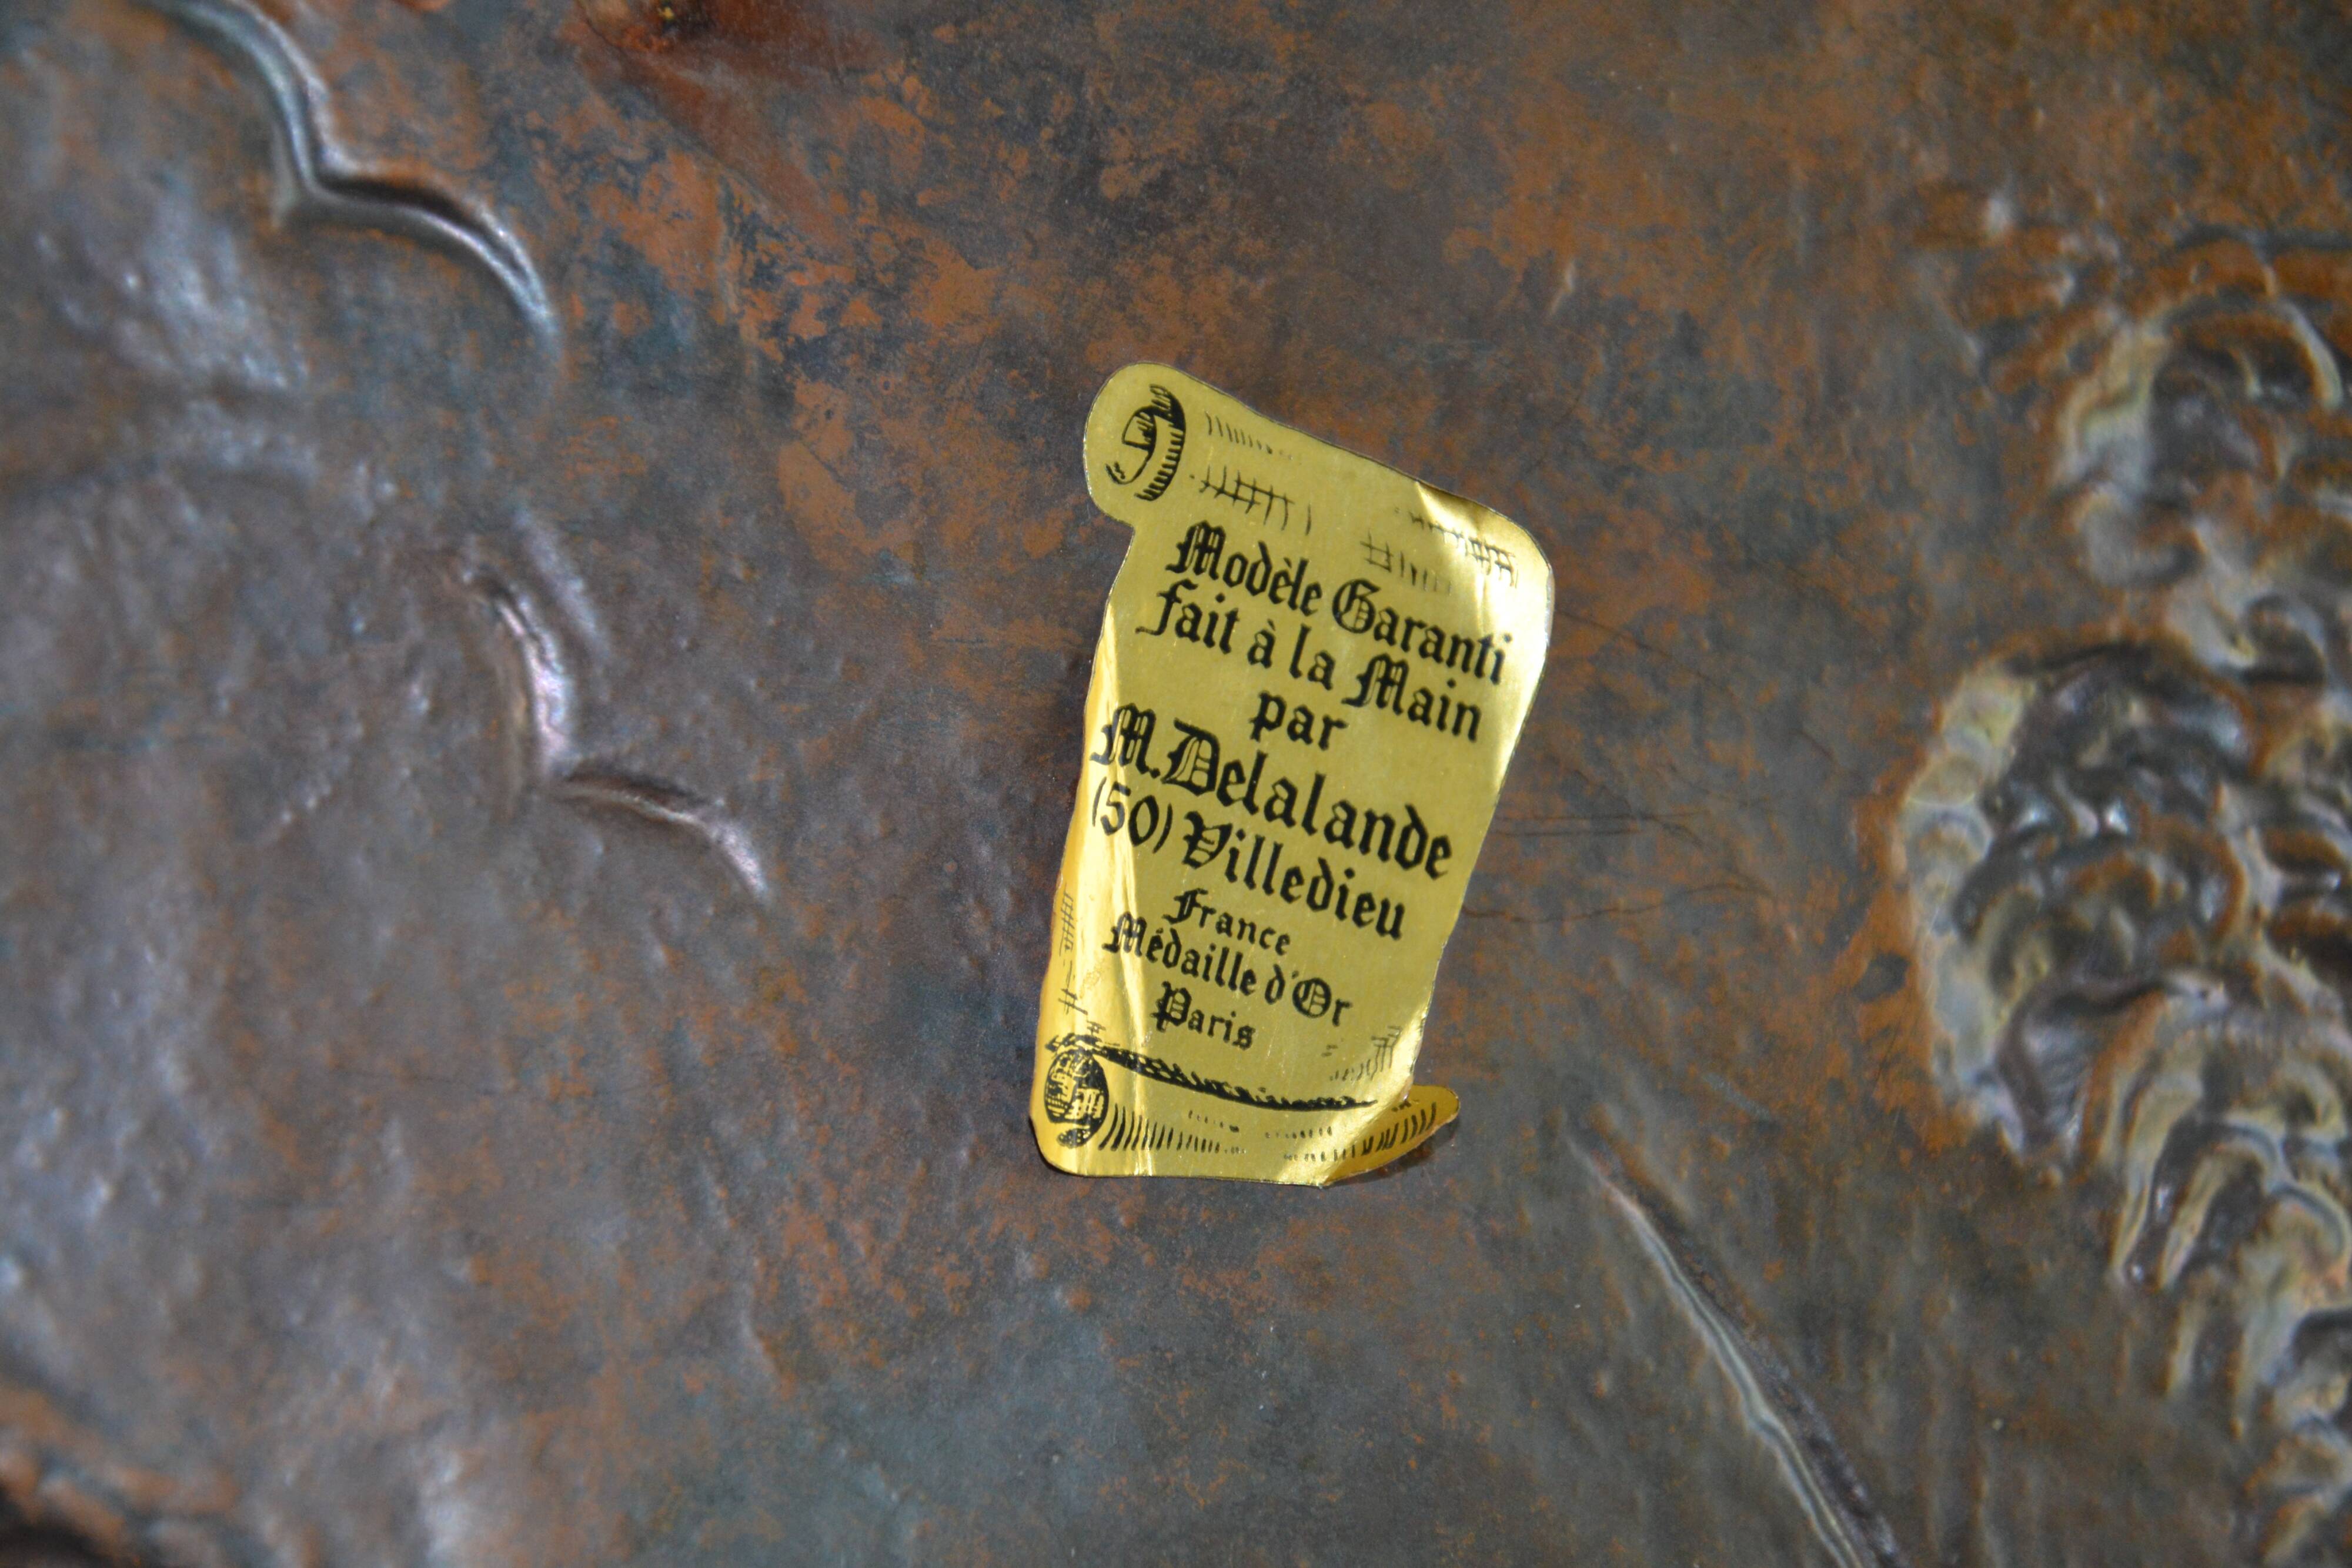 Modèle Garanti
fait à la Main
par
M. Delalande
(50) Villedieu
France
Médaille d'Or
Paris